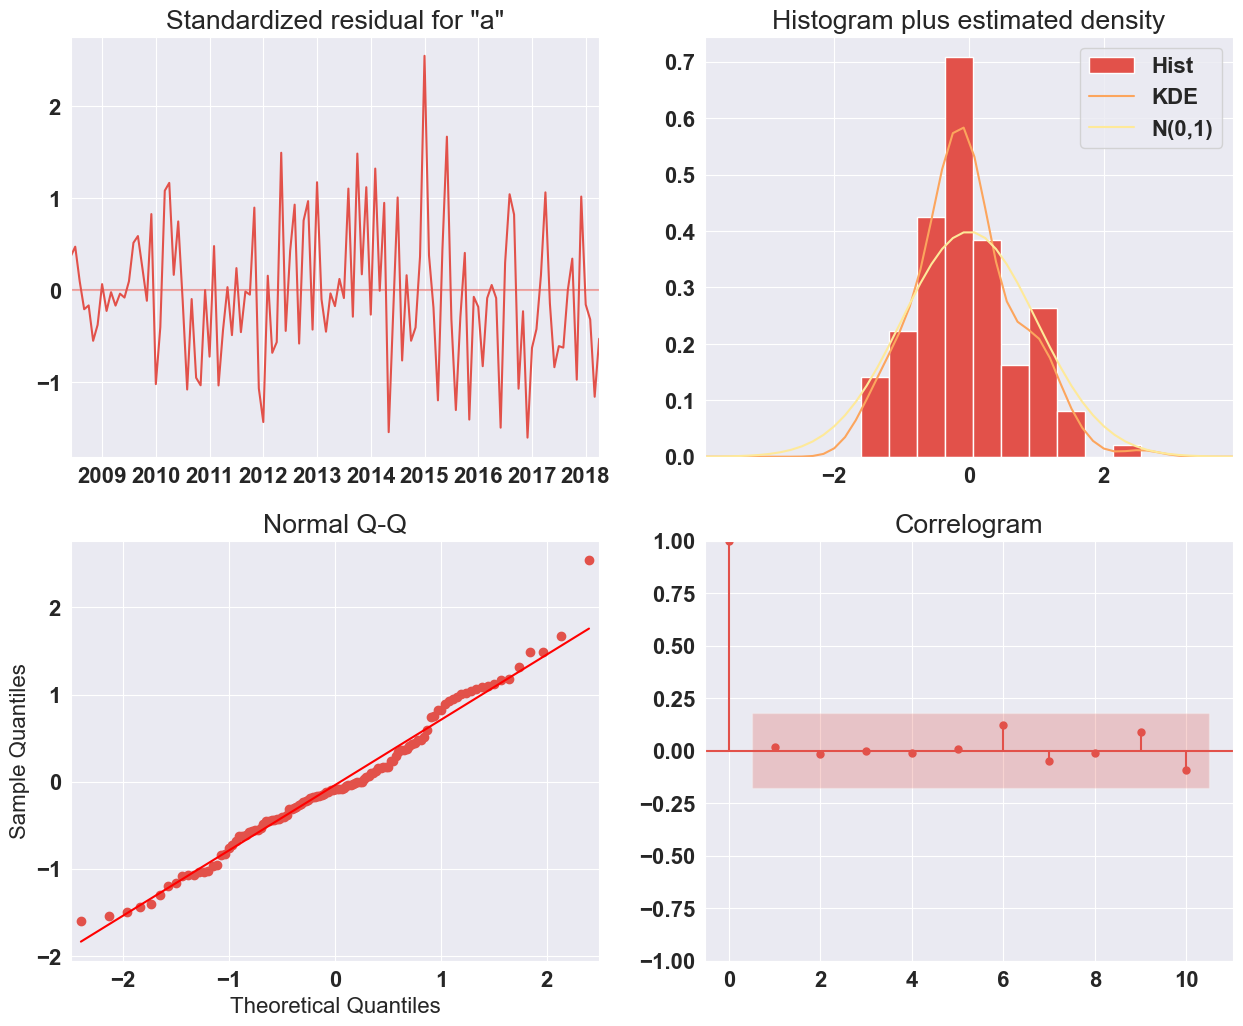 Standardized residual for "a"
2
1
0
−1
2009 2010 2011 2012 2013 2014 2015 2016 2017 2018
Histogram plus estimated density
0.7
0.6
0.5
0.4
0.3
0.2
0.1
0.0
−2 0 2
Hist
KDE
N(0,1)
Normal Q-Q
Sample Quantiles
2
1
0
−1
−2
−2 −1 0 1 2
Theoretical Quantiles
Correlogram
1.00
0.75
0.50
0.25
0.00
−0.25
−0.50
−0.75
−1.00
0 2 4 6 8 10